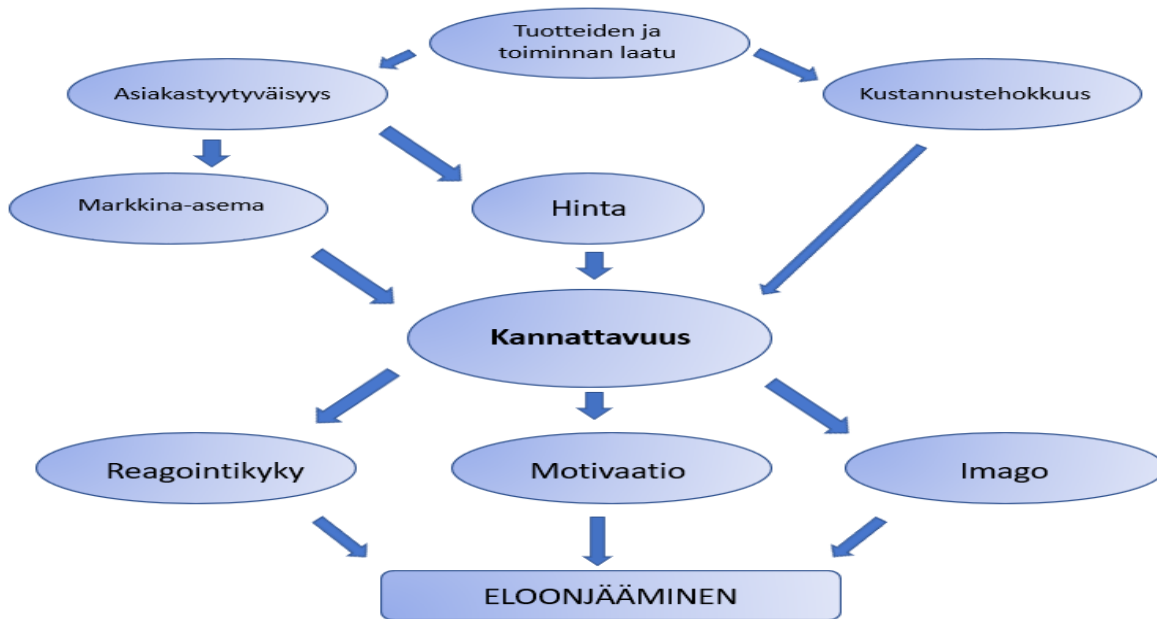 Tuotteiden ja
toiminnan laatu
Asiakastyytyväisyys
Kustannustehokkuus
Markkina-asema
Hinta
Kannattavuus
Reagointikyky
Motivaatio
Imago
ELOONJÄÄMINEN